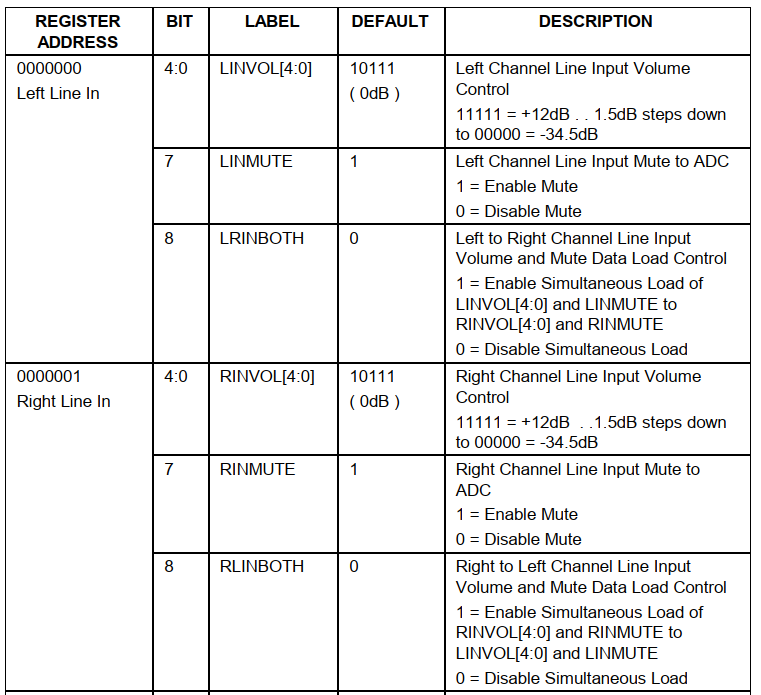 REGISTER ADDRESS BIT LABEL DEFAULT DESCRIPTION
0000000 4:0 LINVOL[4:0] 10111 Left Channel Line Input Volume
Left Line In ( 0dB ) Control
11111 = +12dB . . 1.5dB steps down
to 00000 = -34.5dB
7 LINMUTE 1 Left Channel Line Input Mute to ADC
1 = Enable Mute
0 = Disable Mute
8 LRINBOTH 0 Left to Right Channel Line Input
Volume and Mute Data Load Control
1 = Enable Simultaneous Load of
LINVOL[4:0] and LINMUTE to
RINVOL[4:0] and RINMUTE
0 = Disable Simultaneous Load
0000001 4:0 RINVOL[4:0] 10111 Right Channel Line Input Volume
Right Line In ( 0dB ) Control
11111 = +12dB . .1.5dB steps down
to 00000 = -34.5dB
7 RINMUTE 1 Right Channel Line Input Mute to
ADC
1 = Enable Mute
0 = Disable Mute
8 RLINBOTH 0 Right to Left Channel Line Input
Volume and Mute Data Load Control
1 = Enable Simultaneous Load of
RINVOL[4:0] and RINMUTE to
LINVOL[4:0] and LINMUTE
0 = Disable Simultaneous Load